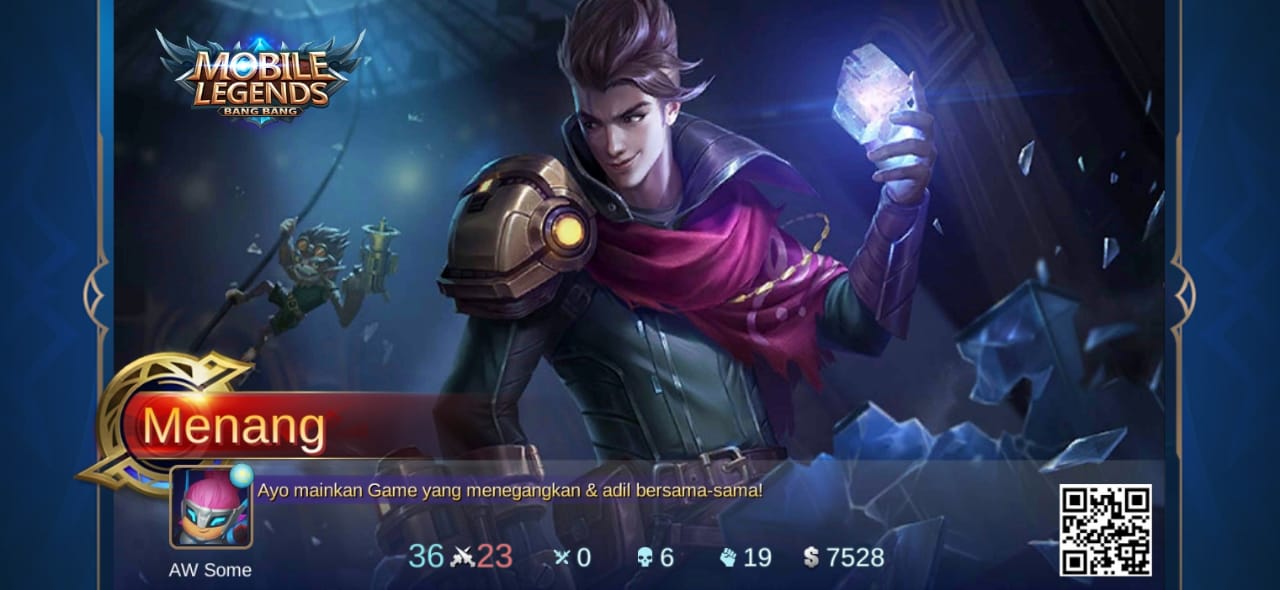 MOBILE
LEGENDS
BANG BANG
Menang
Ayo mainkan Game yang menegangkan & adil bersama-sama!
36 23 0 6 19 $ 7528
AW Some